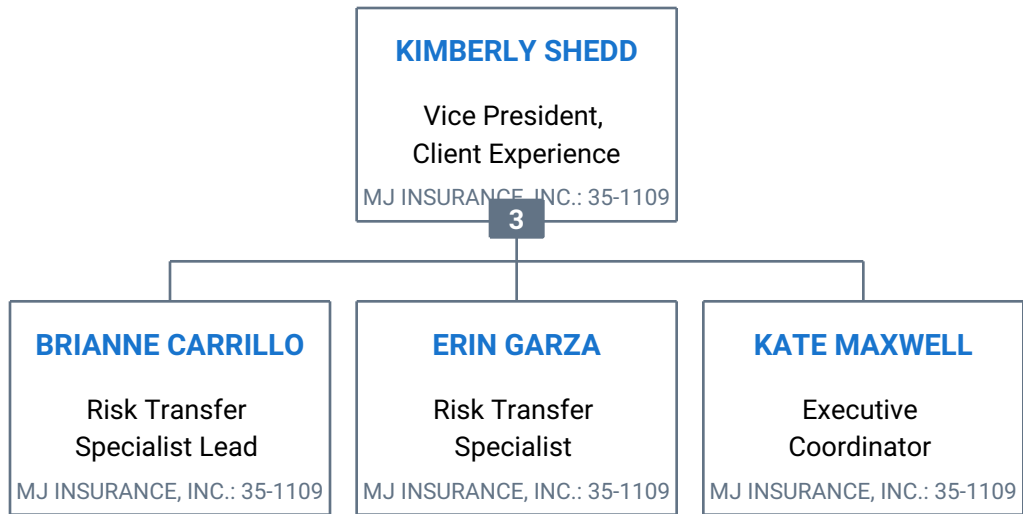 KIMBERLY SHEDD
Vice President,
Client Experience
MJ INSURANCE, INC.: 35-1109
3
BRIANNE CARRILLO
Risk Transfer
Specialist Lead
MJ INSURANCE, INC.: 35-1109
ERIN GARZA
Risk Transfer
Specialist
MJ INSURANCE, INC.: 35-1109
KATE MAXWELL
Executive
Coordinator
MJ INSURANCE, INC.: 35-1109